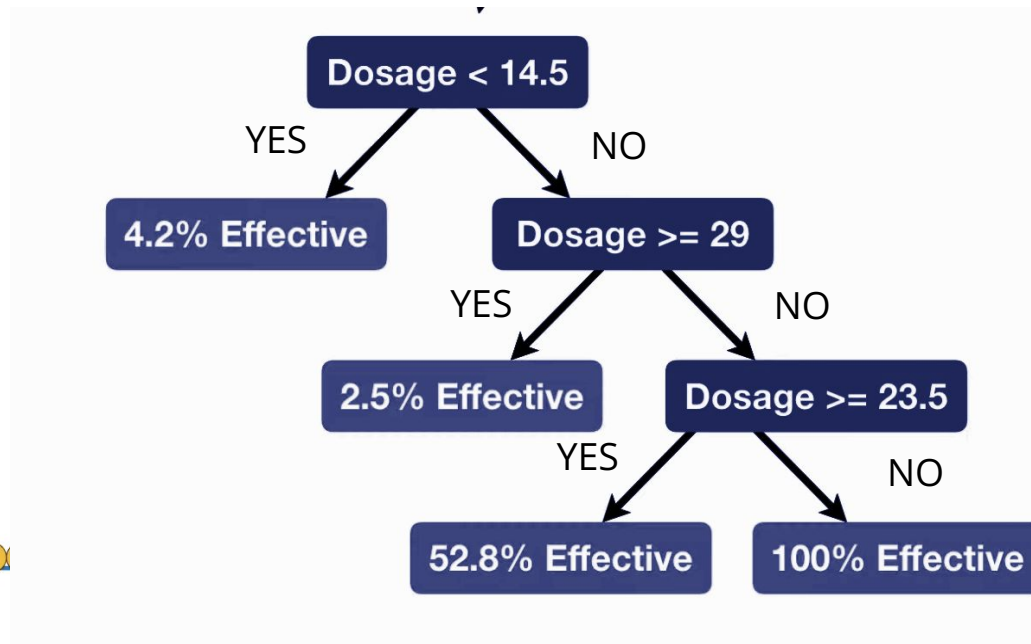 Dosage < 14.5
YES
NO
4.2% Effective
Dosage >= 29
YES
NO
2.5% Effective
Dosage >= 23.5
YES
NO
52.8% Effective
100% Effective